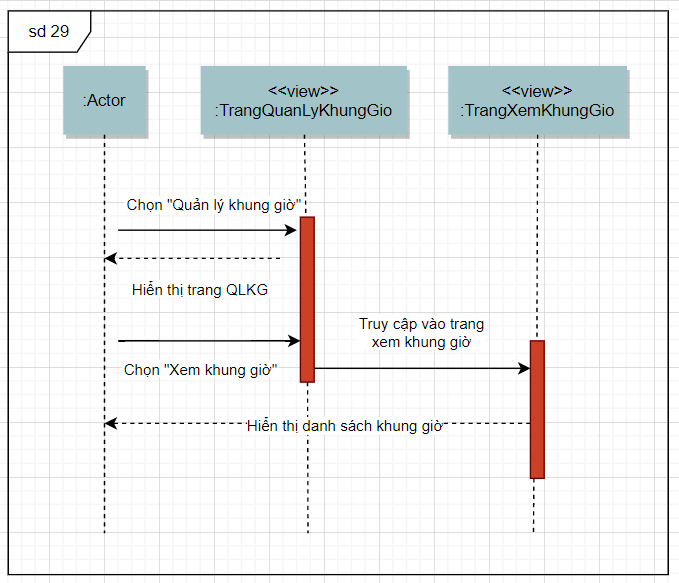 sd 29
:Actor
<<view>>
:TrangQuanLyKhungGio
<<view>>
:TrangXemKhungGio
Chọn "Quản lý khung giờ"
Hiển thị trang QLKG
Truy cập vào trang
xem khung giờ
Chọn "Xem khung giờ"
Hiển thị danh sách khung giờ